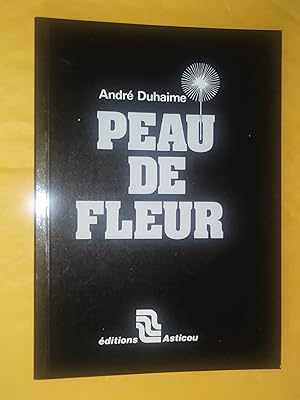 André Duhaime
PEAU
DE
FLEUR
éditions Asticou